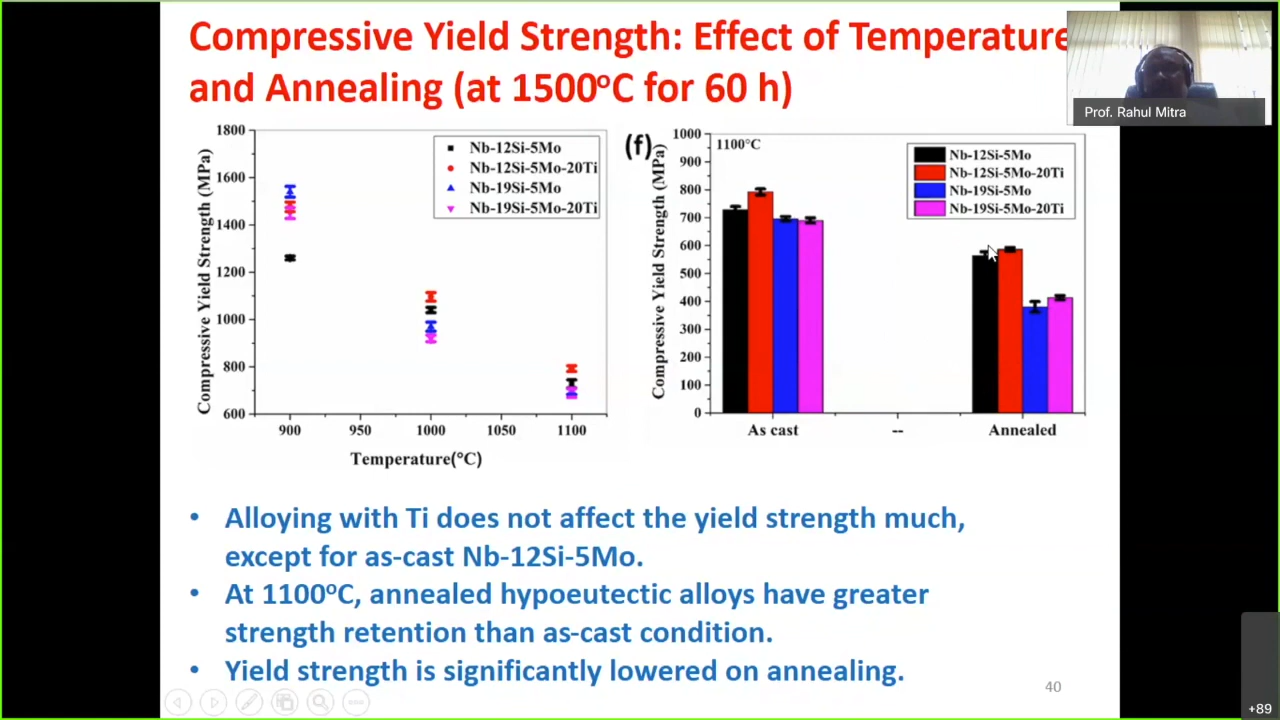 Compressive Yield Strength: Effect of Temperature
and Annealing (at 1500°C for 60 h)
Prof. Rahul Mitra
1800
1600
1400
1200
1000
800
600
Compressive Yield Strength (MPa)
Nb-12Si-5Mo
Nb-12Si-5Mo-20Ti
Nb-19Si-5Mo
Nb-19Si-5Mo-20Ti
900 950 1000 1050 1100
Temperature(°C)
(f)
1000
900
800
700
600
500
400
300
200
100
0
Compressive Yield Strength (MPa)
1100°C
Nb-12Si-5Mo
Nb-12Si-5Mo-20Ti
Nb-19Si-5Mo
Nb-19Si-5Mo-20Ti
As cast -- Annealed
• Alloying with Ti does not affect the yield strength much,
except for as-cast Nb-12Si-5Mo.
• At 1100°C, annealed hypoeutectic alloys have greater
strength retention than as-cast condition.
• Yield strength is significantly lowered on annealing.
40
+89